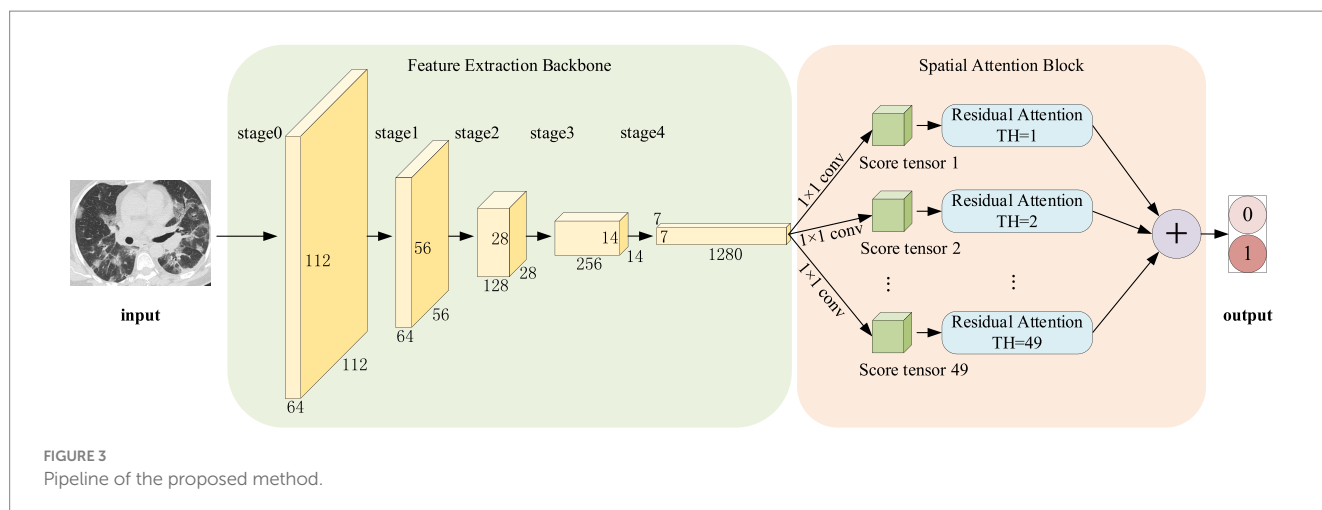 Feature Extraction Backbone
Spatial Attention Block
stage0
stage1
stage2
stage3
stage4
input
112
112
64
56
56
64
28
28
128
14
14
256
7
7
1280
1×1 conv
1×1 conv
1×1 conv
Score tensor 1
Score tensor 2
⋮
Score tensor 49
Residual Attention
TH=1
Residual Attention
TH=2
⋮
Residual Attention
TH=49
+
0
1
output
FIGURE 3
Pipeline of the proposed method.